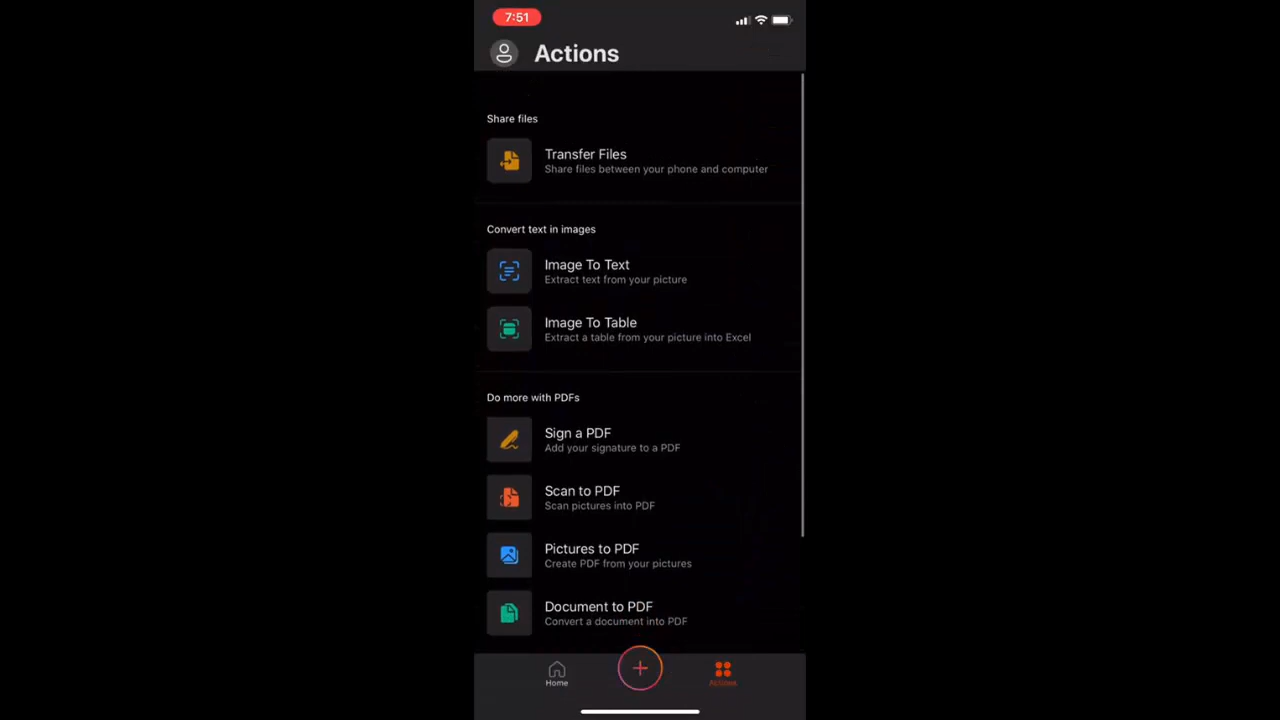 7:51
Actions
Share files
Transfer Files
Share files between your phone and computer
Convert text in images
Image To Text
Extract text from your picture
Image To Table
Extract a table from your picture into Excel
Do more with PDFs
Sign a PDF
Add your signature to a PDF
Scan to PDF
Scan pictures into PDF
Pictures to PDF
Create PDF from your pictures
Document to PDF
Convert a document into PDF
Home
Actions